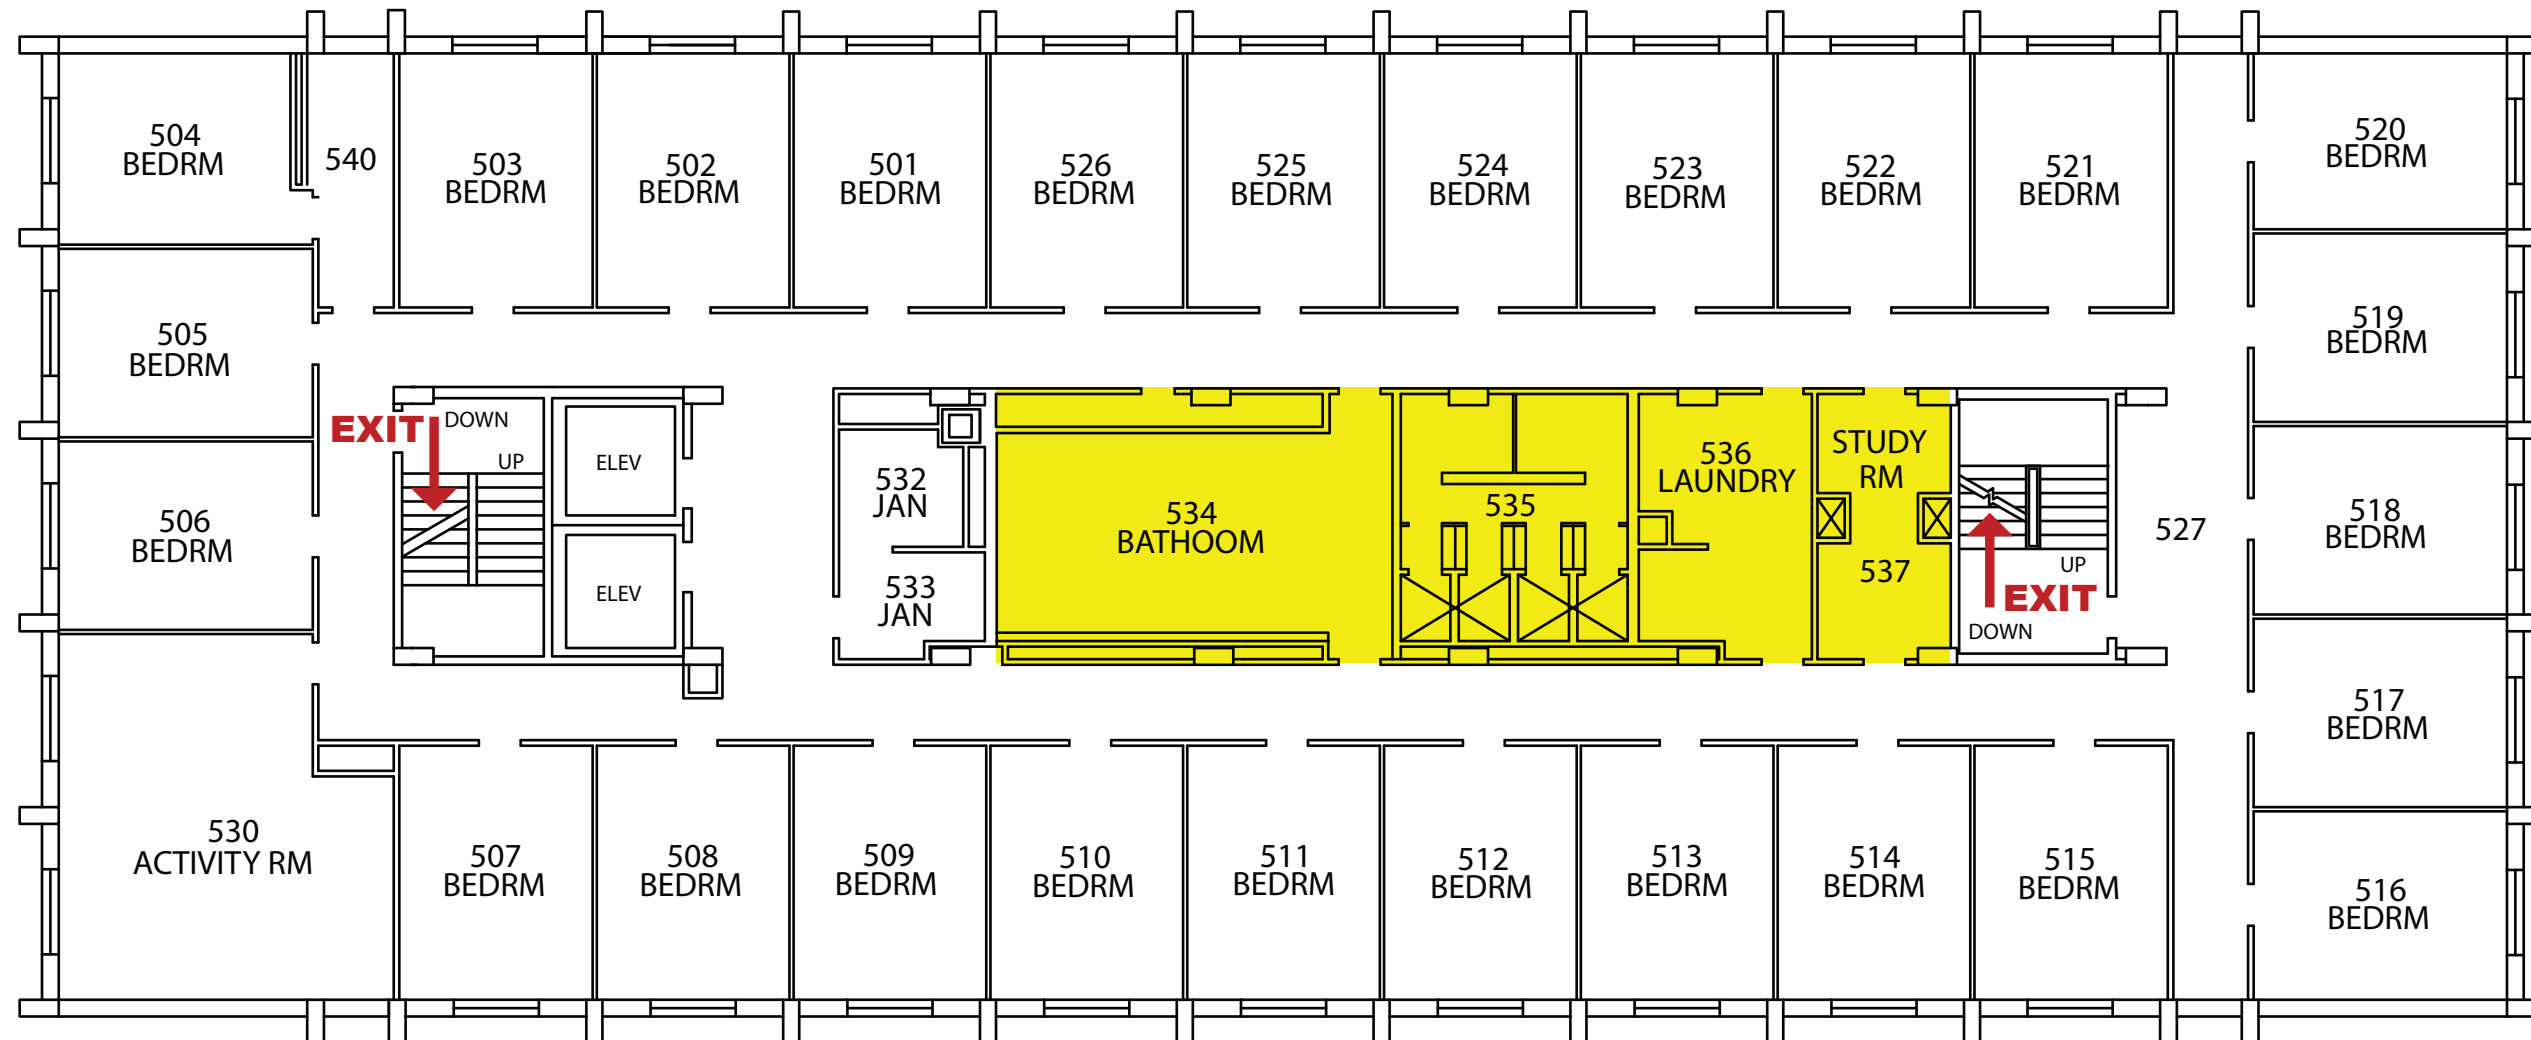 504
BEDRM
540
503
BEDRM
502
BEDRM
501
BEDRM
526
BEDRM
525
BEDRM
524
BEDRM
523
BEDRM
522
BEDRM
521
BEDRM
520
BEDRM
505
BEDRM
519
BEDRM
EXIT
DOWN
UP
ELEV
ELEV
532
JAN
533
JAN
534
BATHOOM
535
536
LAUNDRY
STUDY
RM
537
UP
EXIT
DOWN
527
506
BEDRM
518
BEDRM
517
BEDRM
530
ACTIVITY RM
507
BEDRM
508
BEDRM
509
BEDRM
510
BEDRM
511
BEDRM
512
BEDRM
513
BEDRM
514
BEDRM
515
BEDRM
516
BEDRM